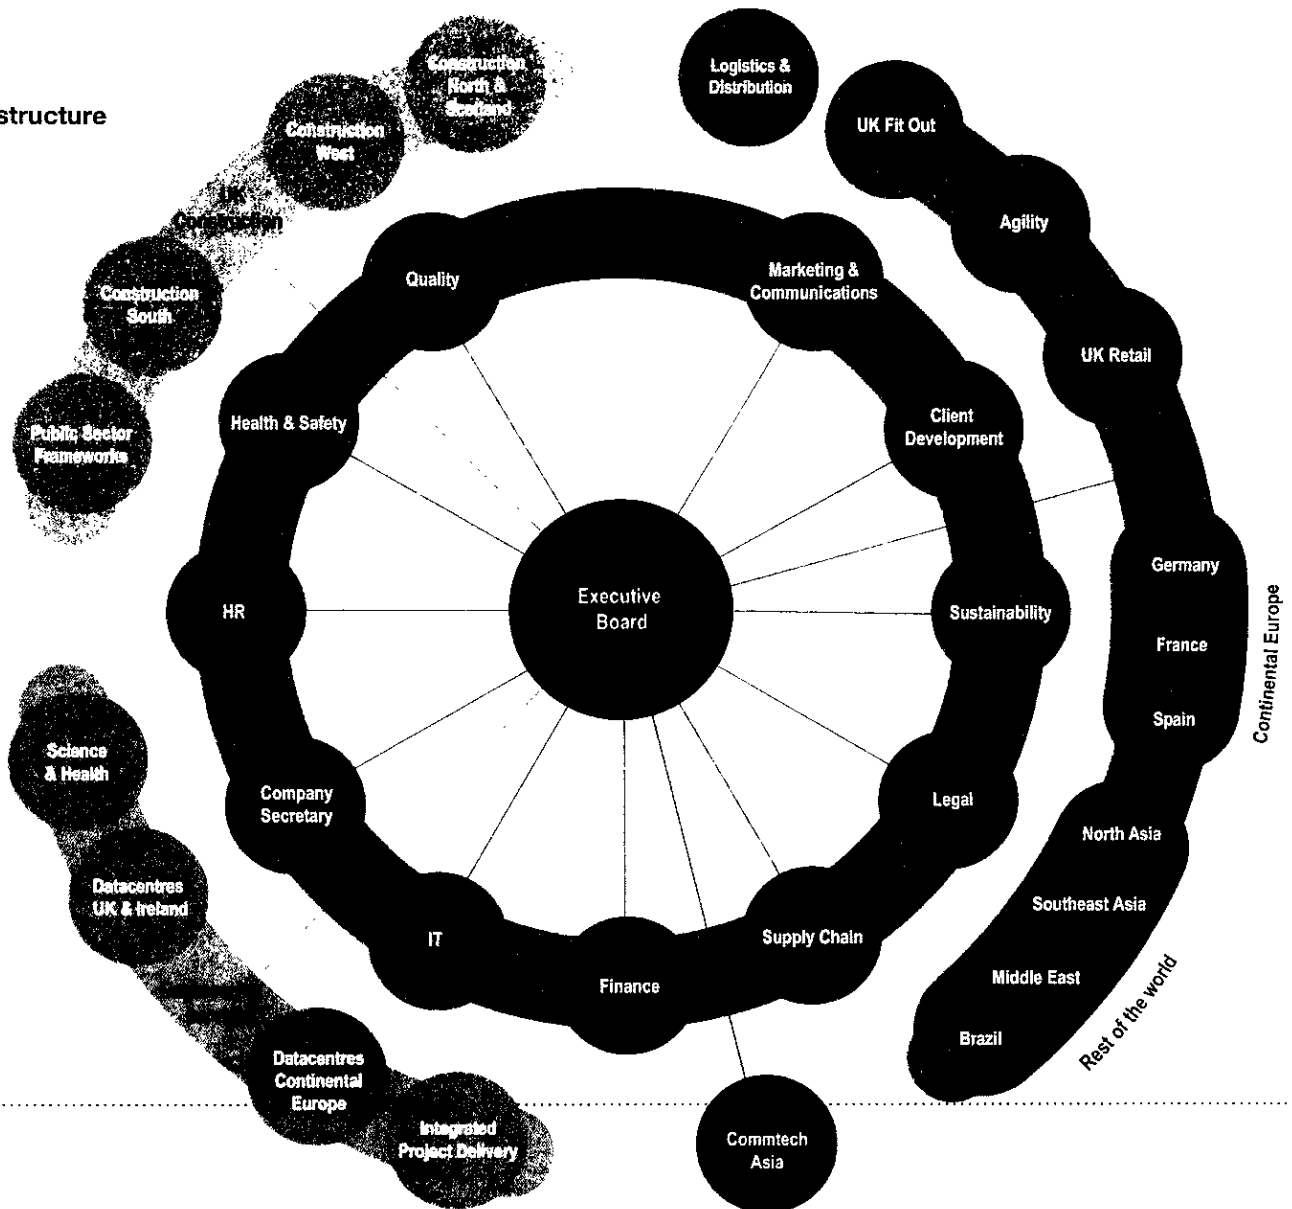 structure
Construction
North &
Scotland
Construction
West
UK
Construction
Construction
South
Public Sector
Frameworks
Logistics &
Distribution
UK Fit Out
Agility
UK Retail
Quality
Marketing &
Communications
Health & Safety
Client
Development
HR
Executive
Board
Sustainability
Germany
France
Spain
Continental Europe
Science
& Health
Company
Secretary
Legal
North Asia
Datacentres
UK & Ireland
IT
Supply Chain
Finance
Southeast Asia
Middle East
Brazil
Rest of the world
Datacentres
Continental
Europe
Integrated
Project Delivery
Commtech
Asia